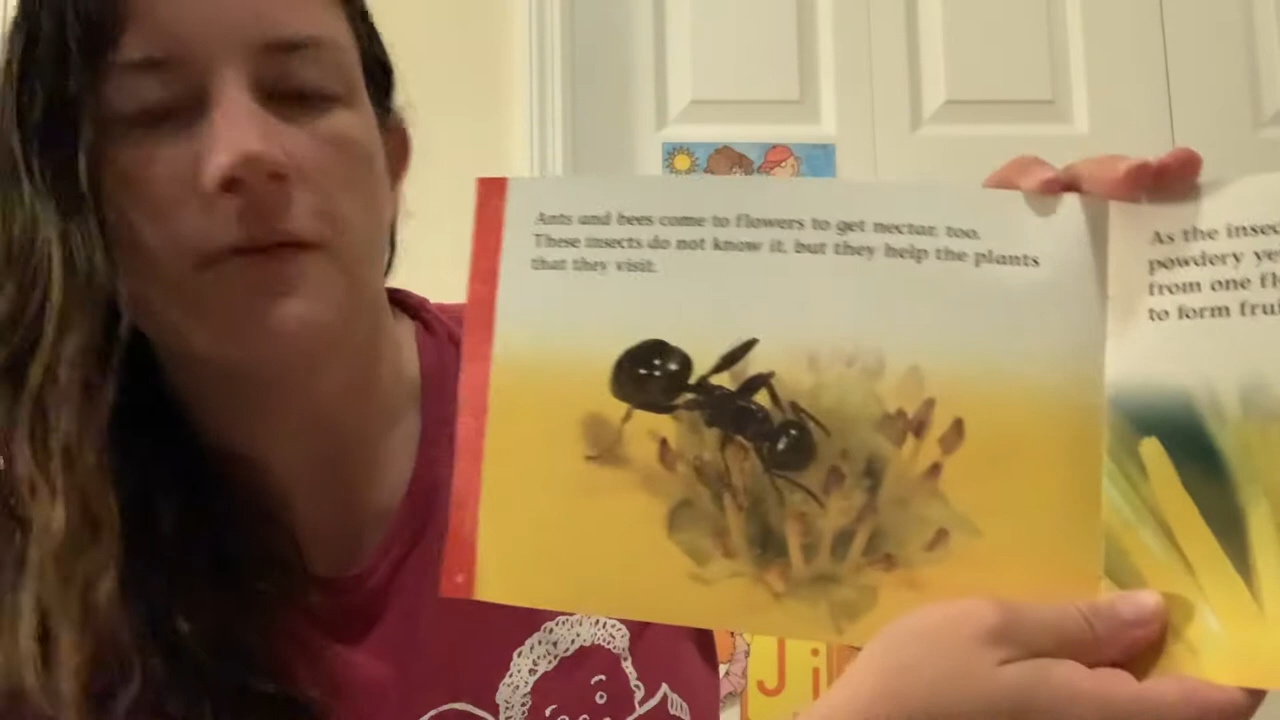 Ants and bees come to flowers to get nectar, too.
These insects do not know it, but they help the plants
that they visit.
As the insec
powdery ye
from one fl
to form frui
J j